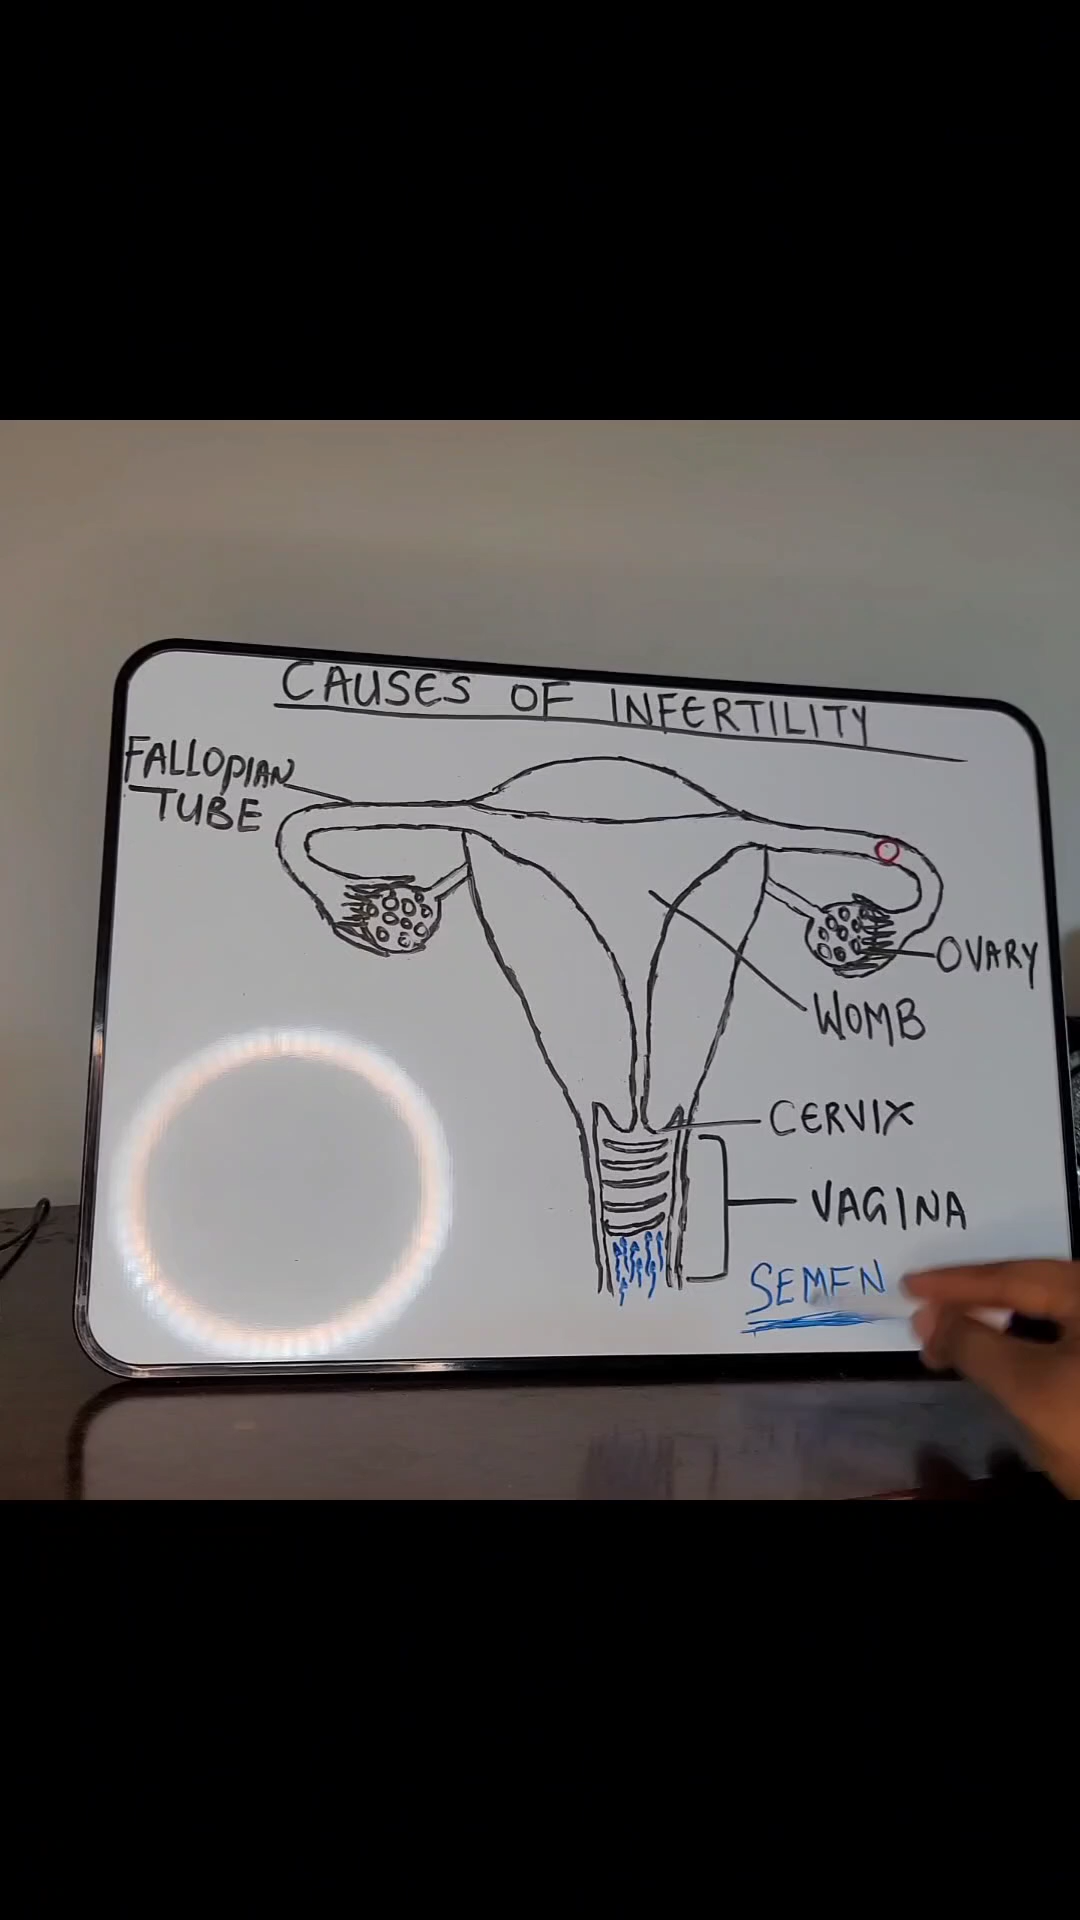 CAUSES OF INFERTILITY
FALLOPIAN
TUBE
OVARY
WOMB
CERVIX
VAGINA
SEMEN